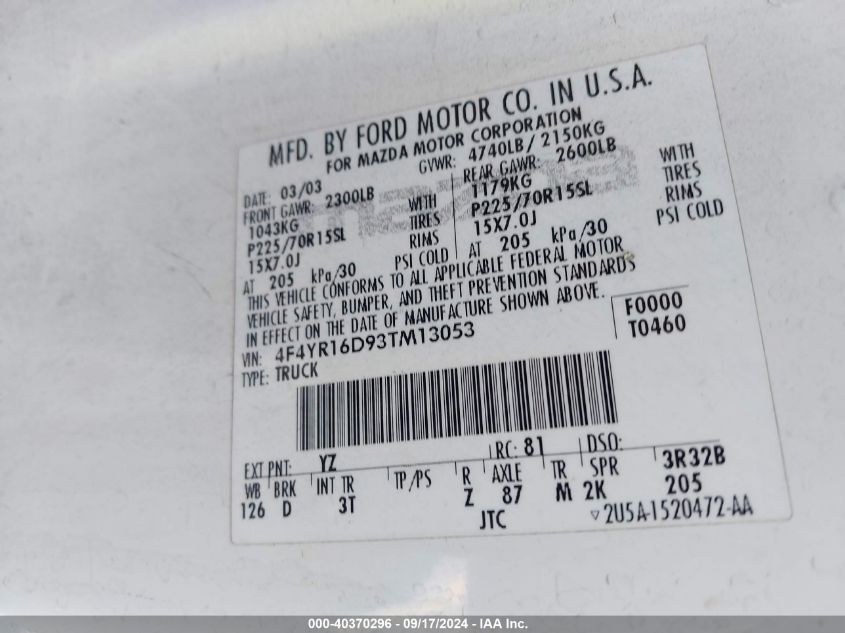 MFD. BY FORD MOTOR CO. IN U.S.A.
FOR MAZDA MOTOR CORPORATION
DATE: 03/03 GVWR: 4740LB/ 2150KG
FRONT GAWR: 2300LB REAR GAWR: 2600LB
1043KG WITH 1179KG WITH
P225/70R15SL TIRES P225/70R15SL TIRES
15X7.0J RIMS 15X7.0J RIMS
AT 205 kPa/30 PSI COLD AT 205 kPa/30 PSI COLD
THIS VEHICLE CONFORMS TO ALL APPLICABLE FEDERAL MOTOR
VEHICLE SAFETY, BUMPER, AND THEFT PREVENTION STANDARDS
IN EFFECT ON THE DATE OF MANUFACTURE SHOWN ABOVE.
F0000
VIN: 4F4YR16D93TM13053 T0460
TYPE: TRUCK
EXT PNT: YZ RC: 81 DSO:
WB BRK INT TR TP/PS R AXLE TR SPR 3R32B
126 D 3T Z 87 M 2K 205
JTC ▽2U5A-1520472-AA
mazda
000-40370296 - 09/17/2024 - IAA Inc.